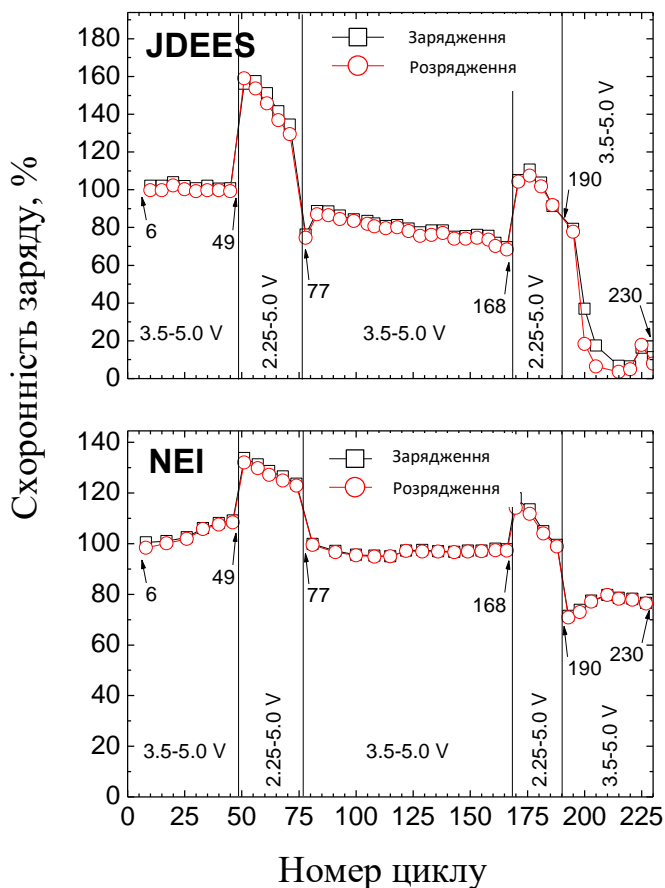 Схоронність заряду, %
180
160
140
120
100
80
60
40
20
0
JDEES
Зарядження
Розрядження
6
49
77
168
190
230
3.5-5.0 V
2.25-5.0 V
3.5-5.0 V
2.25-5.0 V
3.5-5.0 V
140
120
100
80
60
40
20
0
NEI
Зарядження
Розрядження
6
49
77
168
190
230
3.5-5.0 V
2.25-5.0 V
3.5-5.0 V
2.25-5.0 V
3.5-5.0 V
0 25 50 75 100 125 150 175 200 225
Номер циклу